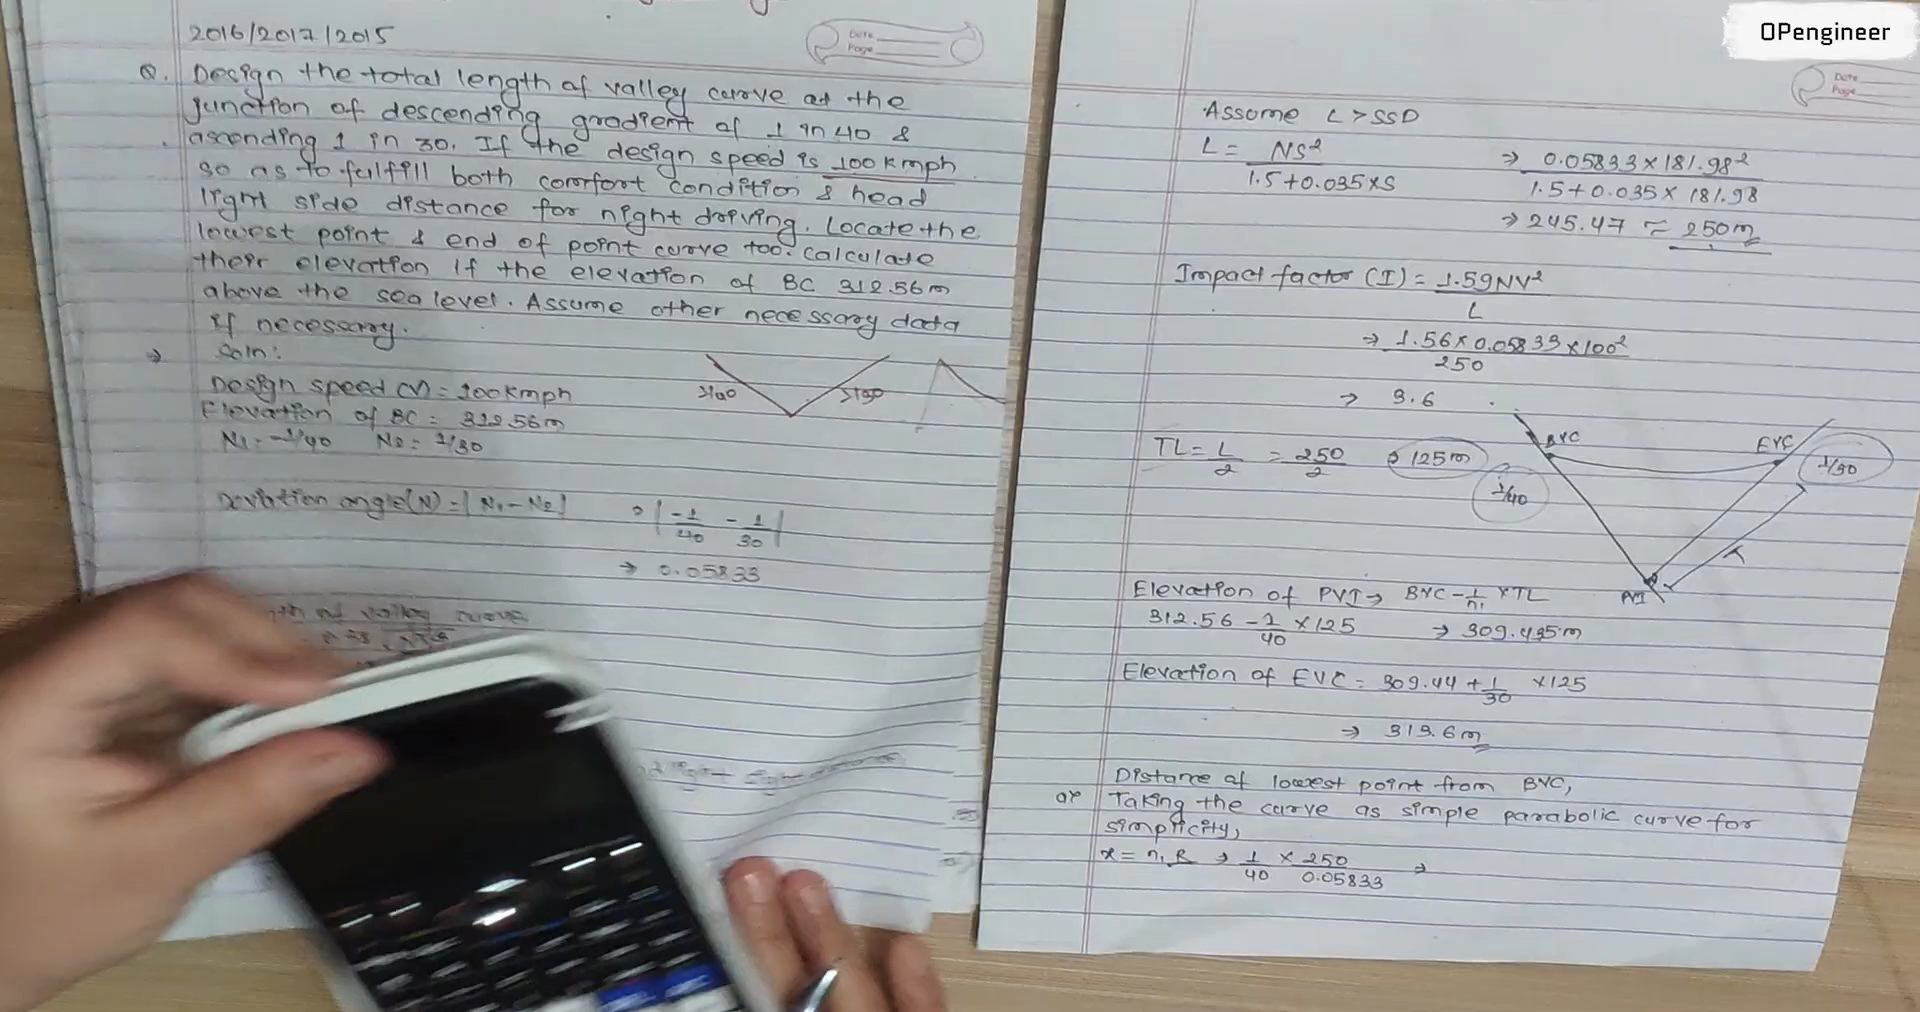 2016/2017/2015
Q. Design the total length of valley curve at the
junction of descending gradient of 1 in 40 &
ascending 1 in 30. If the design speed is 100 kmph
so as to fulfill both comfort condition & head
light side distance for night driving. Locate the
lowest point & end of point curve too. Calculate
their elevation if the elevation of BC 312.56m
above the sea level. Assume other necessary data
if necessary.
→ Soln:
Design speed (V) = 100kmph
Elevation of BC = 312.56m
N1 = -1/40 N2 = 1/30
Deviation angle(N) = | N1 - N2 | ⇒ | -1/40 - 1/30 |
→ 0.05833
of valley curve
Date
Page
OPengineer
Date
Page
Assume L > SSD
L = NS²/1.5+0.035×S ⇒ 0.05833×181.98²/1.5+0.035×181.98
⇒ 245.47 ≈ 250m
Impact factor (I) = 1.59NV²/L
→ 1.56×0.05833×100²/250
→ 3.6
BVC EVC
TL = L/2 = 250/2 ⇒ 125m 1/40 1/30
PVI
Elevation of PVI → BVC - 1/n1 × TL
312.56 - 1/40 × 125 → 309.435m
Elevation of EVC = 309.44 + 1/30 × 125
→ 313.6m
Distance of lowest point from BVC,
or Taking the curve as simple parabolic curve for
simplicity,
x = n1 R → 1/40 × 250/0.05833 →